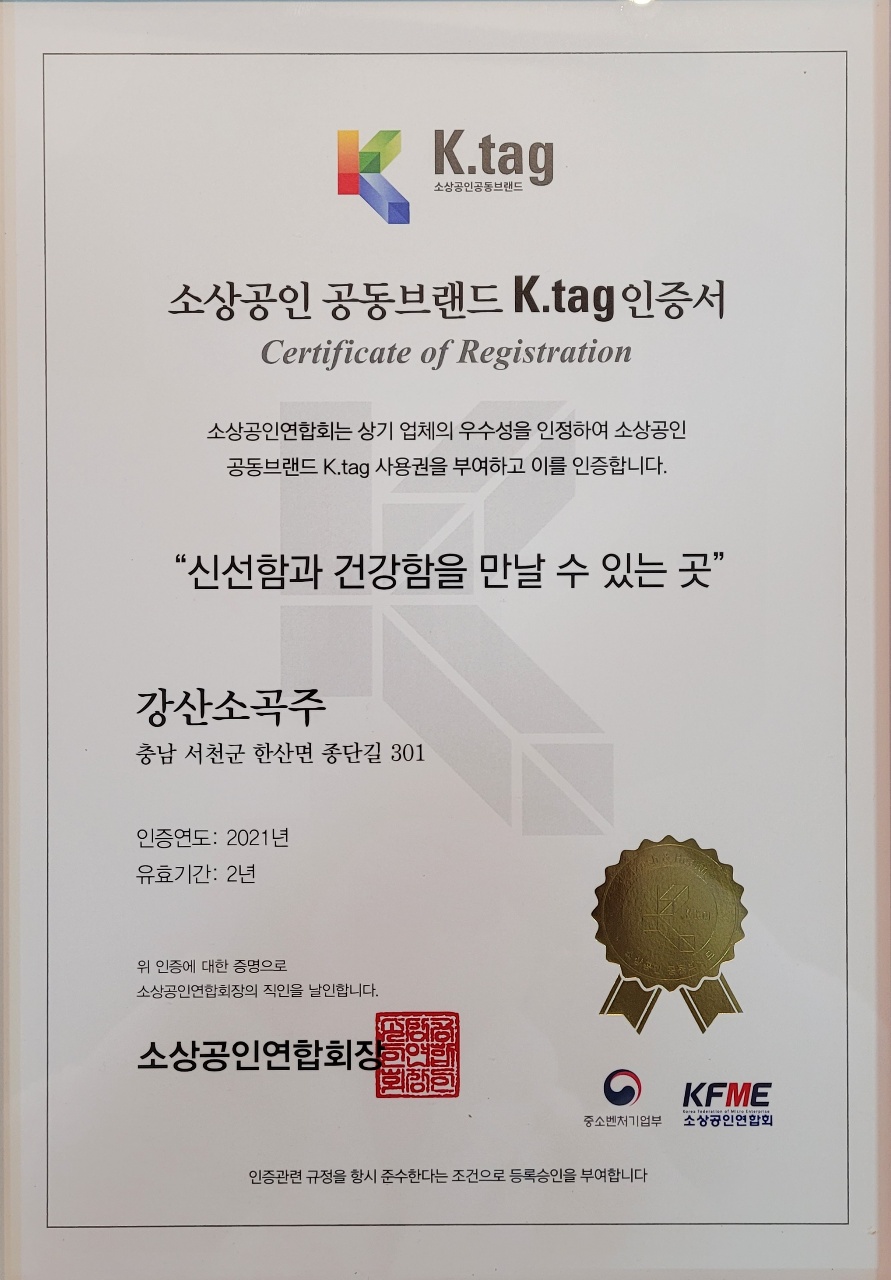 K.tag
소상공인공동브랜드
소상공인 공동브랜드 K.tag 인증서
Certificate of Registration
소상공인연합회는 상기 업체의 우수성을 인정하여 소상공인
공동브랜드 K.tag 사용권을 부여하고 이를 인증합니다.
“신선함과 건강함을 만날 수 있는 곳”
강산소곡주
충남 서천군 한산면 종단길 301
인증연도: 2021년
유효기간: 2년
위 인증에 대한 증명으로
소상공인연합회장의 직인을 날인합니다.
소상공인연합회장
중소벤처기업부
KFME
Korea Federation of Micro Enterprise
소상공인연합회
인증관련 규정을 항시 준수한다는 조건으로 등록승인을 부여합니다